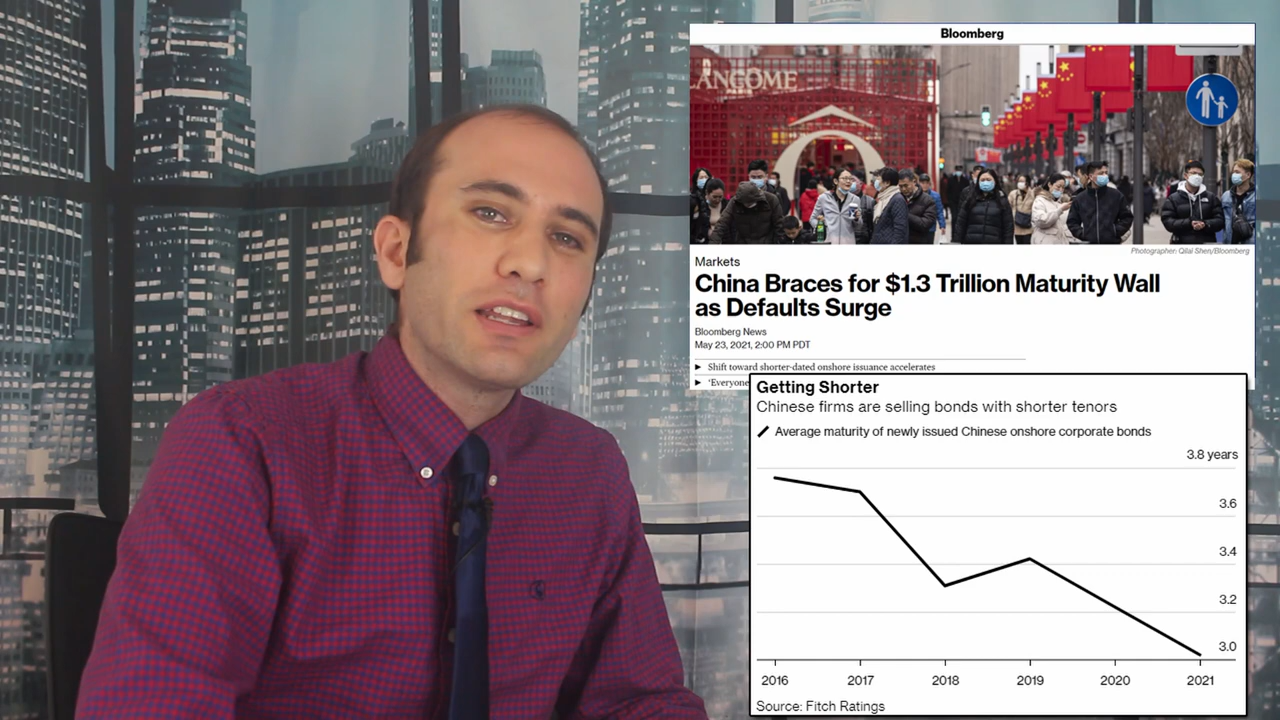 Bloomberg
LANCOME
Photographer: Qilai Shen/Bloomberg
Markets
China Braces for $1.3 Trillion Maturity Wall
as Defaults Surge
Bloomberg News
May 23, 2021, 2:00 PM PDT
▶ Shift toward shorter-dated onshore issuance accelerates
▶ ‘Everyone
Getting Shorter
Chinese firms are selling bonds with shorter tenors
Average maturity of newly issued Chinese onshore corporate bonds
3.8 years
3.6
3.4
3.2
3.0
2016 2017 2018 2019 2020 2021
Source: Fitch Ratings